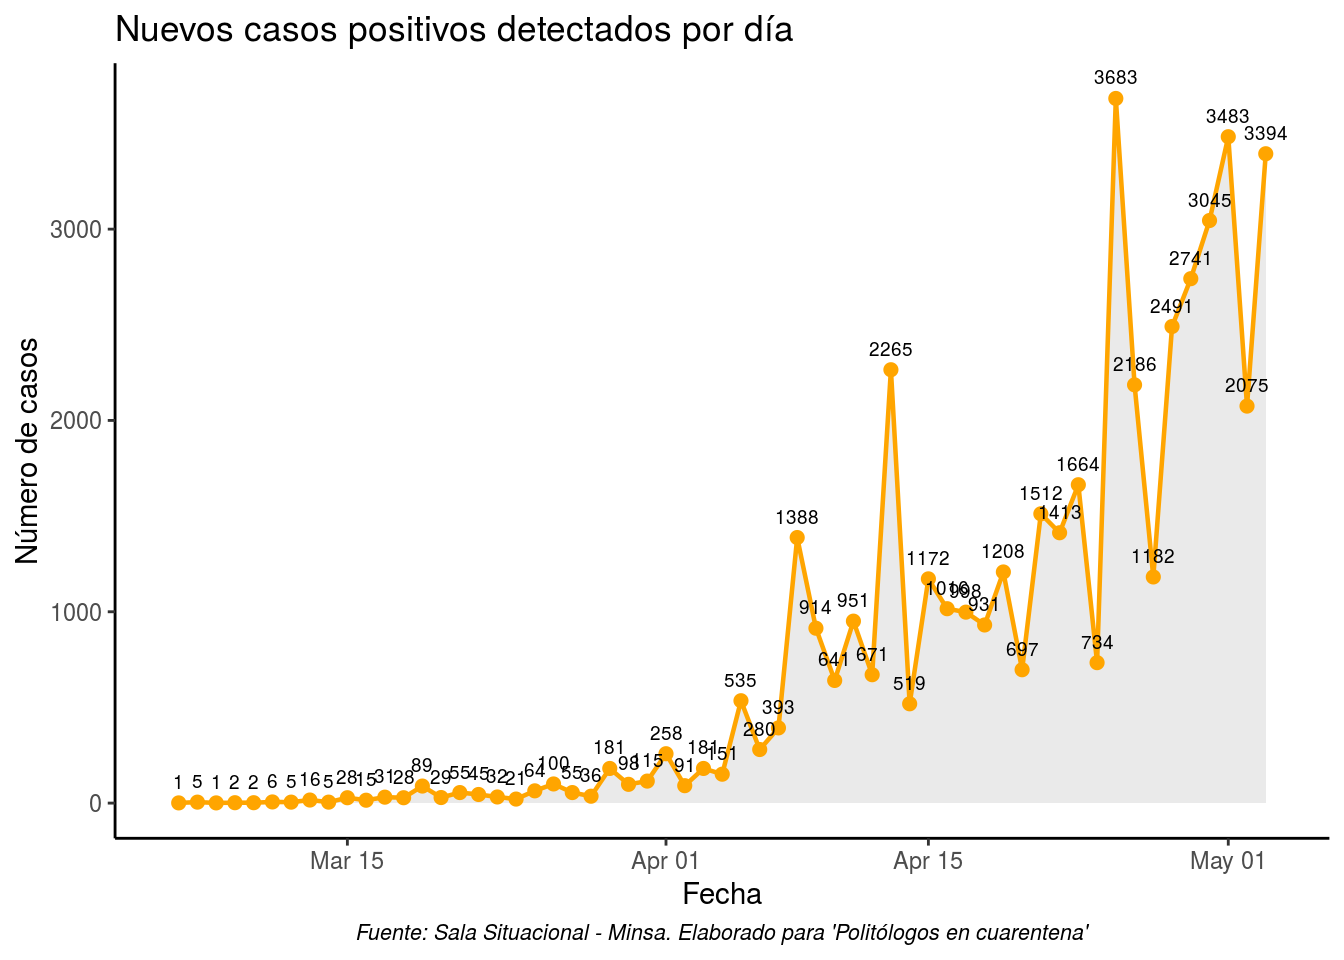 Nuevos casos positivos detectados por día
Número de casos
3000
2000
1000
0
1 5 1 2 2 6 5 16 5 28 15 31 28 89 29 55 45 32 21 64 100 55 36 181 98 115 258 91 181 151 535 280 393 1388 914 641 951 671 2265 519 1172 1016 998 931 1208 697 1512 1413 1664 734 3683 2186 1182 2491 2741 3045 3483 2075 3394
Mar 15 Apr 01 Apr 15 May 01
Fecha
Fuente: Sala Situacional - Minsa. Elaborado para 'Politólogos en cuarentena'